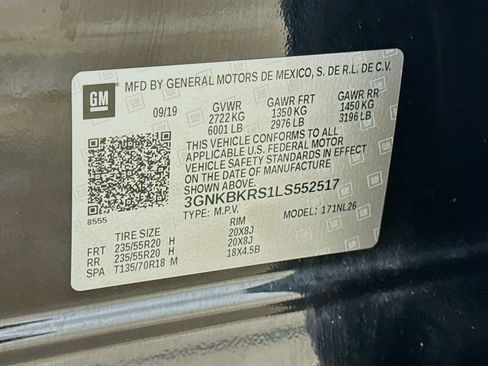 MFD BY GENERAL MOTORS DE MEXICO, S. DE R.L. DE C.V.
GM
09/19 GVWR GAWR FRT GAWR RR
2722 KG 1350 KG 1450 KG
6001 LB 2976 LB 3196 LB
THIS VEHICLE CONFORMS TO ALL
APPLICABLE U.S. FEDERAL MOTOR
VEHICLE SAFETY STANDARDS IN EFFECT
ON THE DATE OF MANUFACTURE
SHOWN ABOVE.
3GNKBKRS1LS552517
8555
TYPE: M.P.V. MODEL: 171NL26
TIRE SIZE RIM
FRT 235/55R20 H 20X8J
RR 235/55R20 H 20X8J
SPA T135/70R18 M 18X4.5B